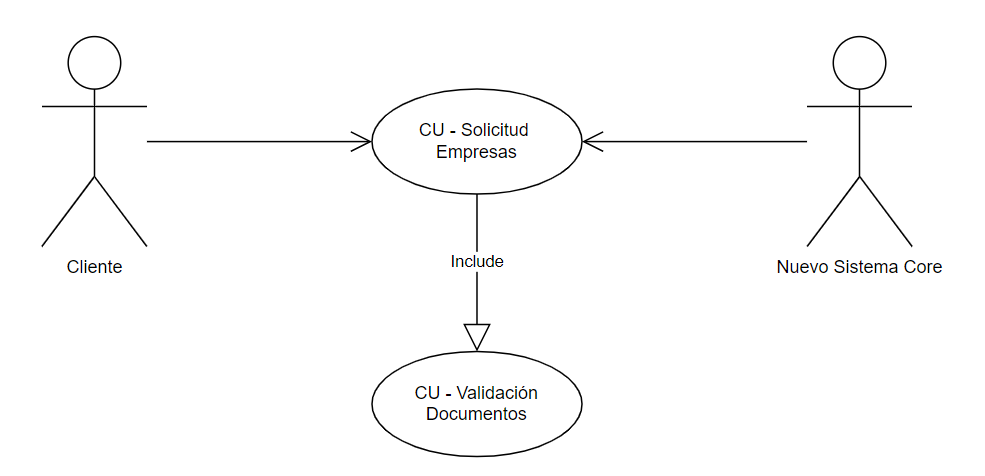 CU - Solicitud
Empresas
Cliente
Nuevo Sistema Core
Include
CU - Validación
Documentos